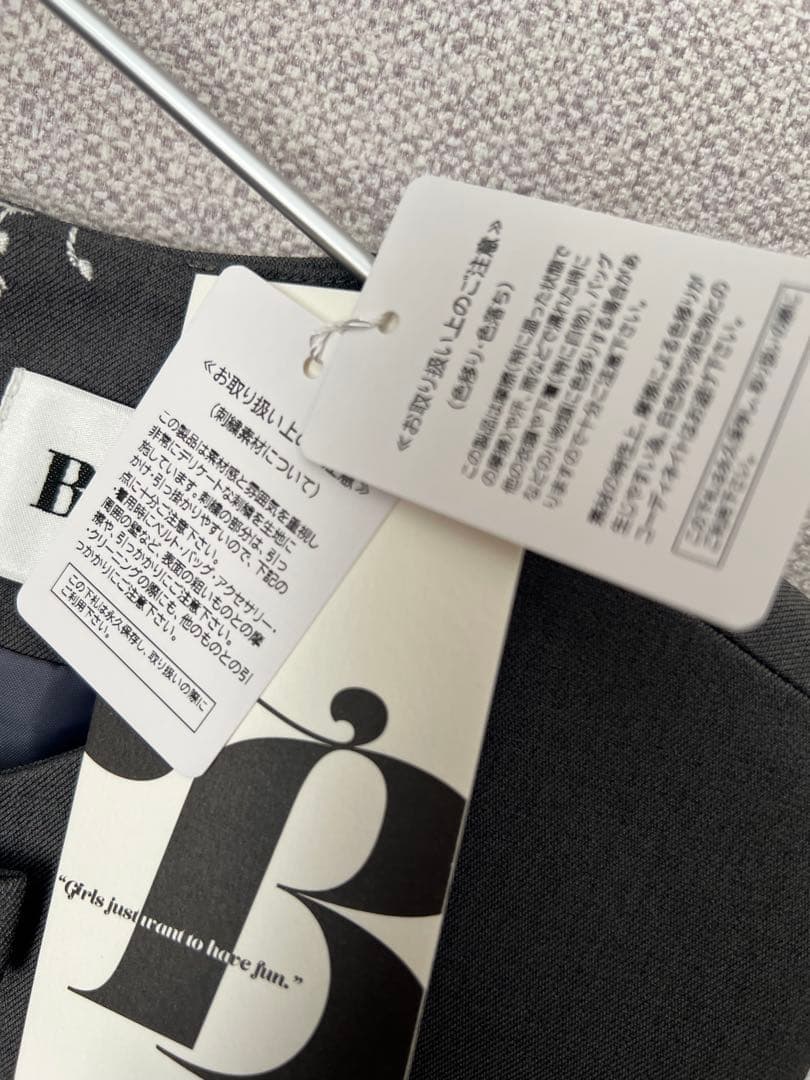 B
≪お取り扱い上の
注意≫
(刺繍素材について)
この製品は素材感と雰囲気を重視し
非常にデリケートな刺繍を生地に
施しています。刺繍の部分は、引っ
かけ・引っ掛かりやすいので、下記の
点に十分ご注意下さい。
・着用時にベルト・バッグ・アクセサリー・
周囲の壁など、表面の粗いものとの摩
擦や、引っかかりにご注意下さい。
・クリーニングの際にも、他のものとの引
っかかりにご注意下さい。
この下札は永久保存し、取り扱いの際に
ご利用下さい。
≪お取り扱い上のご注意≫
(色移り・色落ち)
この製品は摩擦(特に湿った状態で
の摩擦)や汗、雨などで濡れた時に
他の衣類や下着(特に白物)、バッグ
などの小物類に色移りする場合があ
りますので十分ご注意下さい。
素材の特性上、摩擦による色移りが
生じやすい為、白色物や淡色物との
コーディネイトはお避け下さい。
この下札は永久保存し、取り扱いの際に
ご利用下さい。
B
“Girls just want to have fun.”